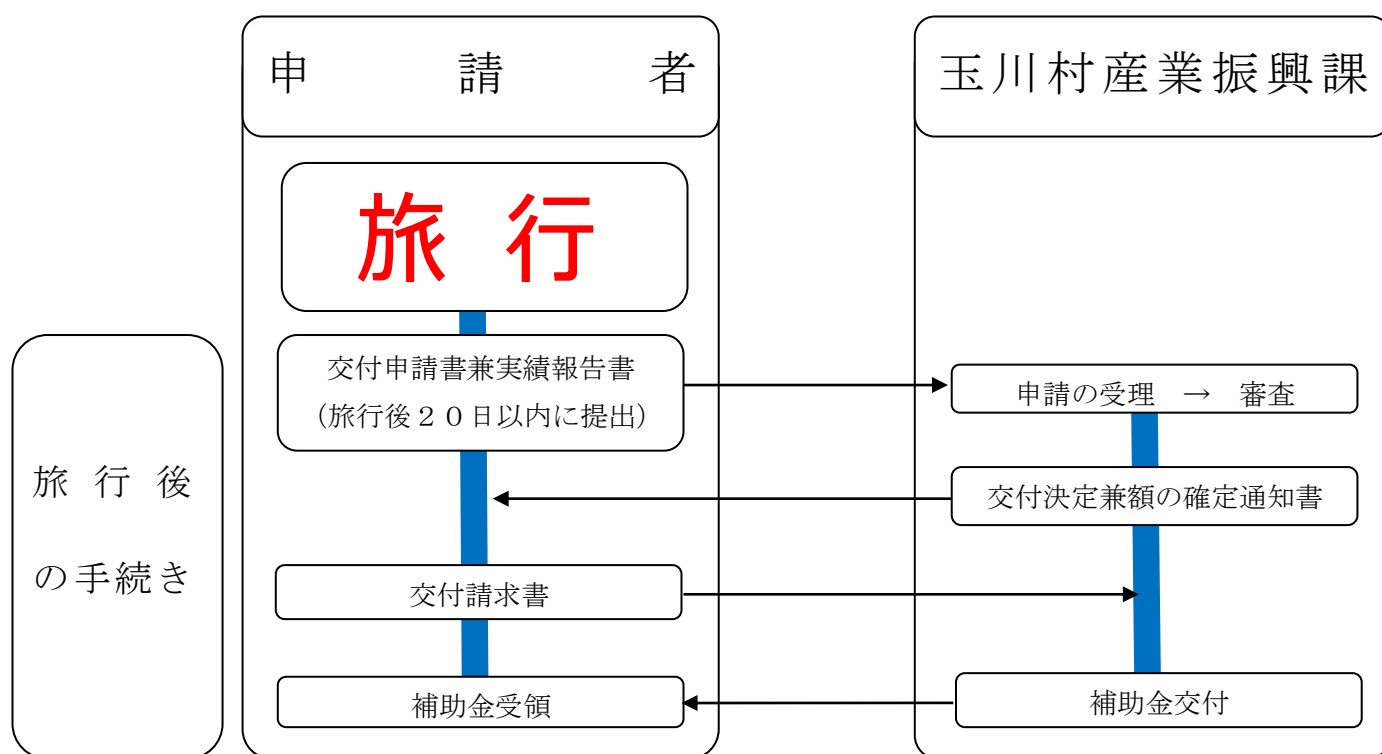 申請者
玉川村産業振興課
旅行
交付申請書兼実績報告書
(旅行後２０日以内に提出)
申請の受理　→　審査
旅行後
の手続き
交付決定兼額の確定通知書
交付請求書
補助金受領
補助金交付